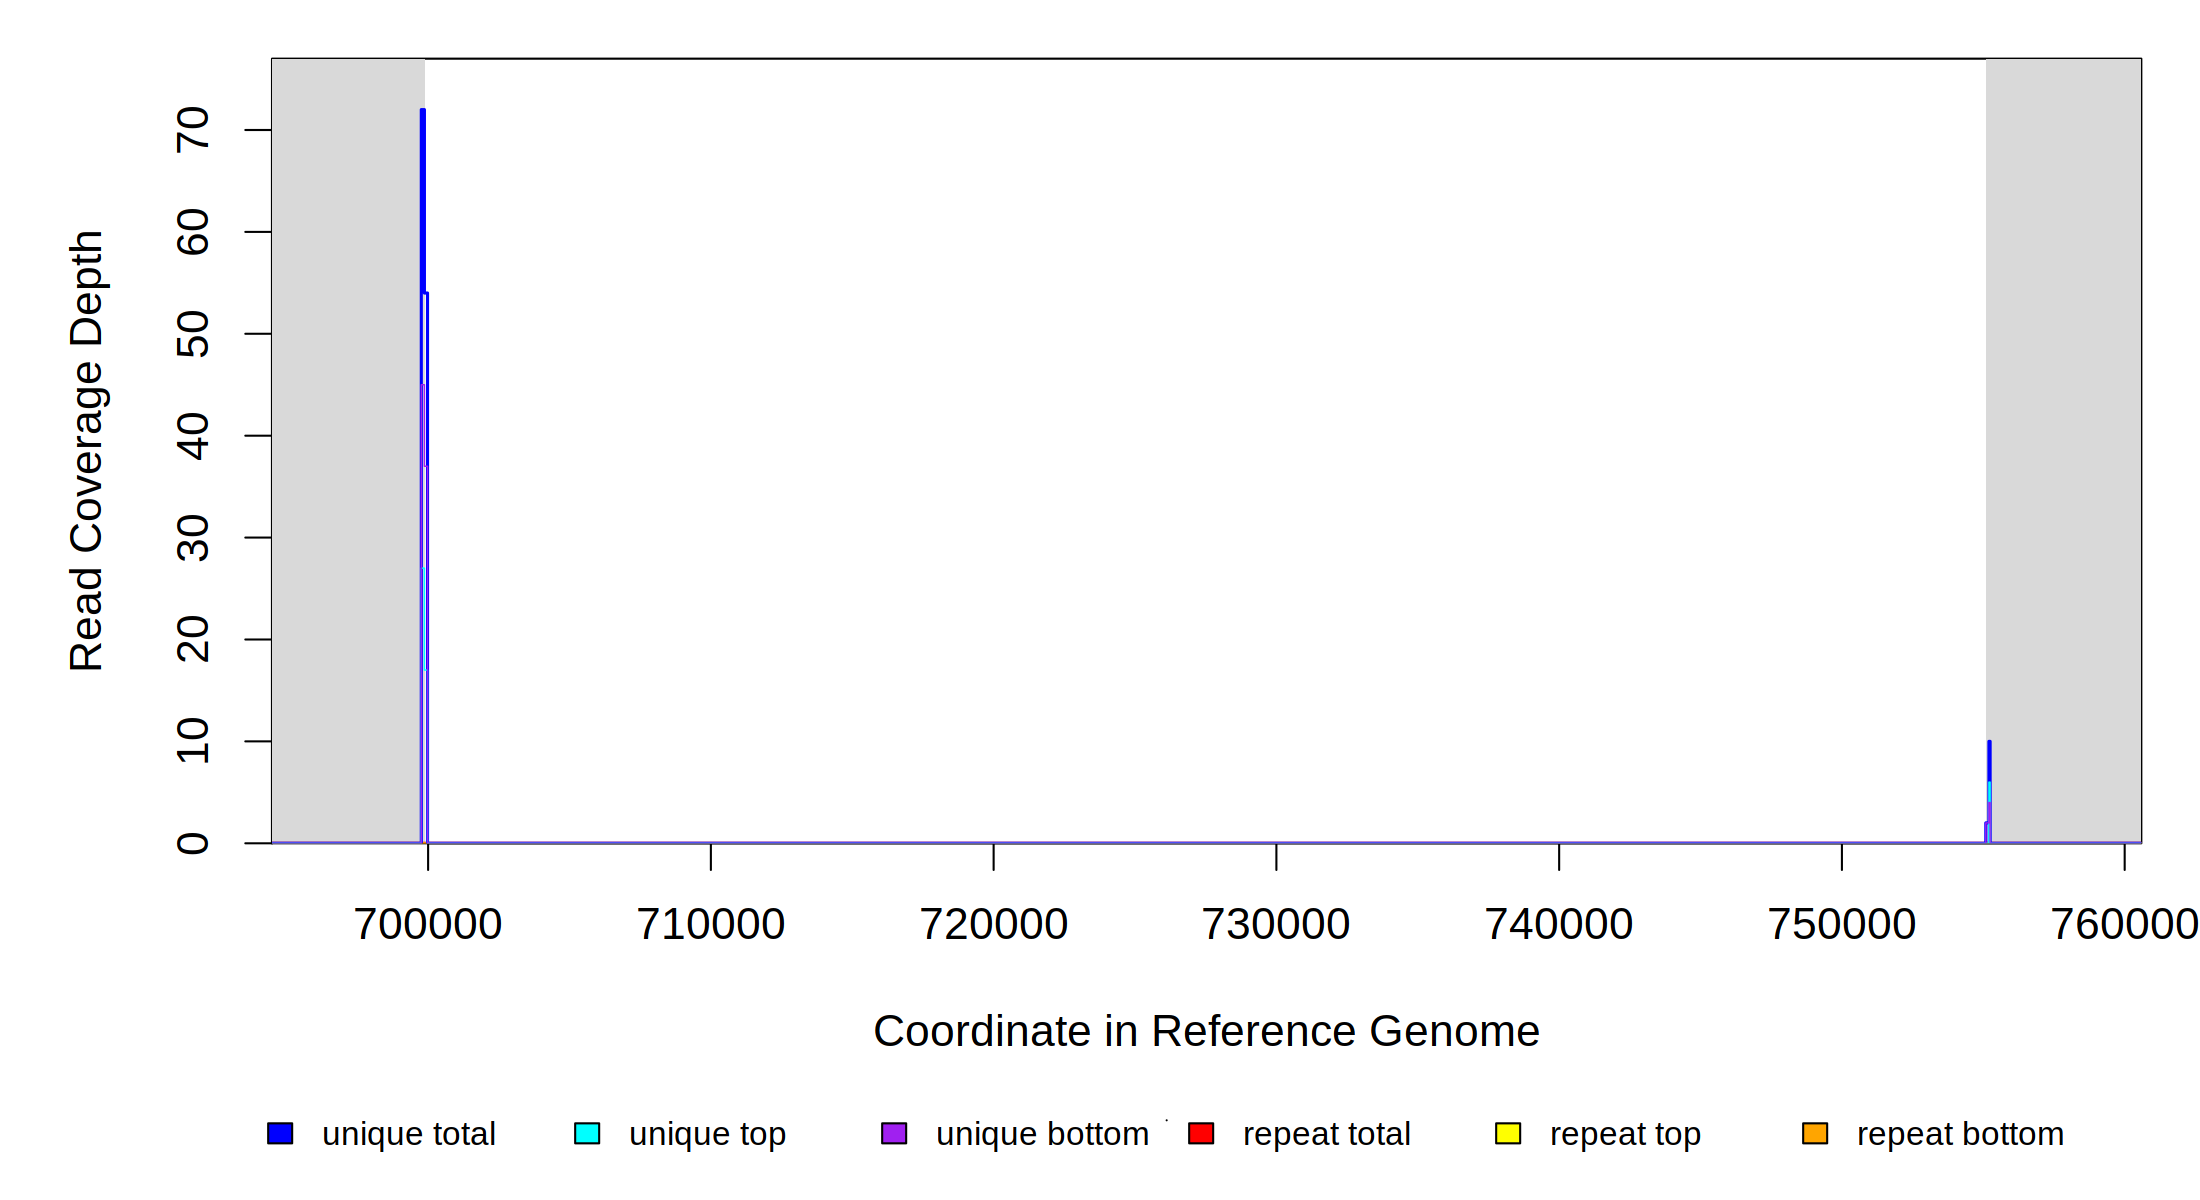 Read Coverage Depth
70
60
50
40
30
20
10
0
700000 710000 720000 730000 740000 750000 760000
Coordinate in Reference Genome
unique total unique top unique bottom repeat total repeat top repeat bottom